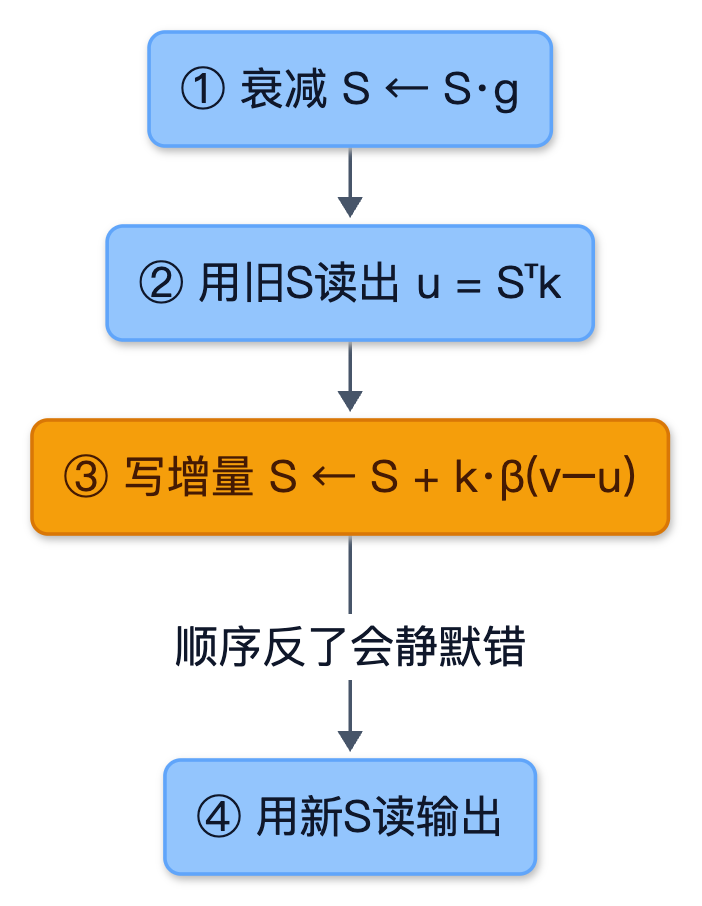 ① 衰减 S ← S·g
② 用旧S读出 u = Sᵀk
③ 写增量 S ← S + k·β(v−u)
顺序反了会静默错
④ 用新S读输出